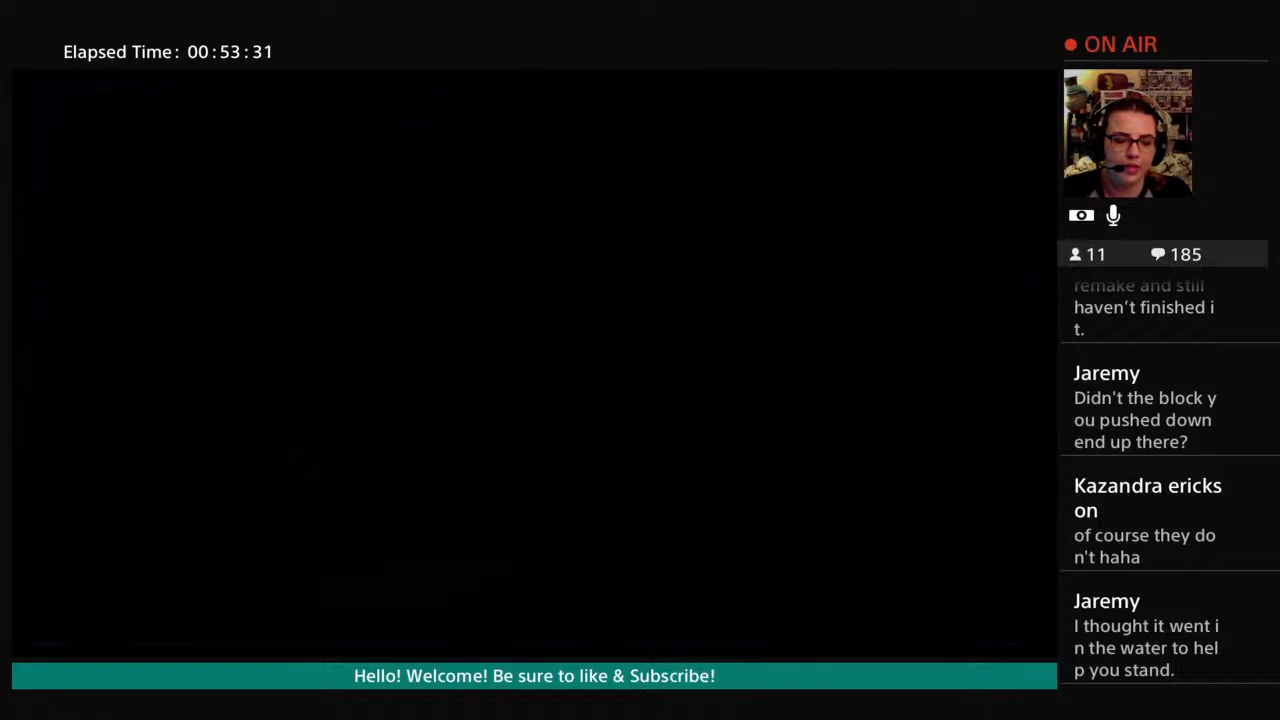 Elapsed Time: 00:53:31
ON AIR
11 185
remake and still
haven't finished i
t.
Jaremy
Didn't the block y
ou pushed down
end up there?
Kazandra ericks
on
of course they do
n't haha
Jaremy
I thought it went i
n the water to hel
p you stand.
Hello! Welcome! Be sure to like & Subscribe!